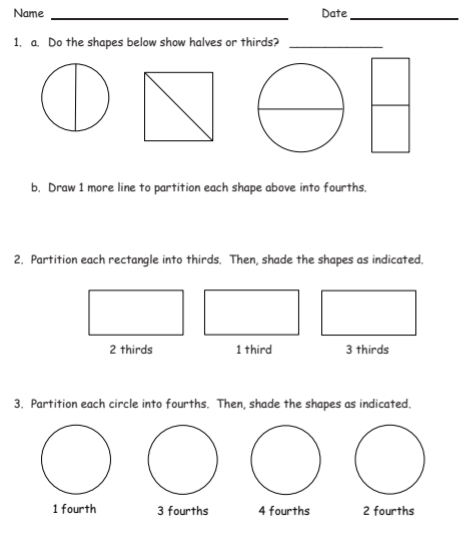 Name ____________ Date ____________
1. a. Do the shapes below show halves or thirds? ____________
b. Draw 1 more line to partition each shape above into fourths.
2. Partition each rectangle into thirds. Then, shade the shapes as indicated.
2 thirds 1 third 3 thirds
3. Partition each circle into fourths. Then, shade the shapes as indicated.
1 fourth 3 fourths 4 fourths 2 fourths